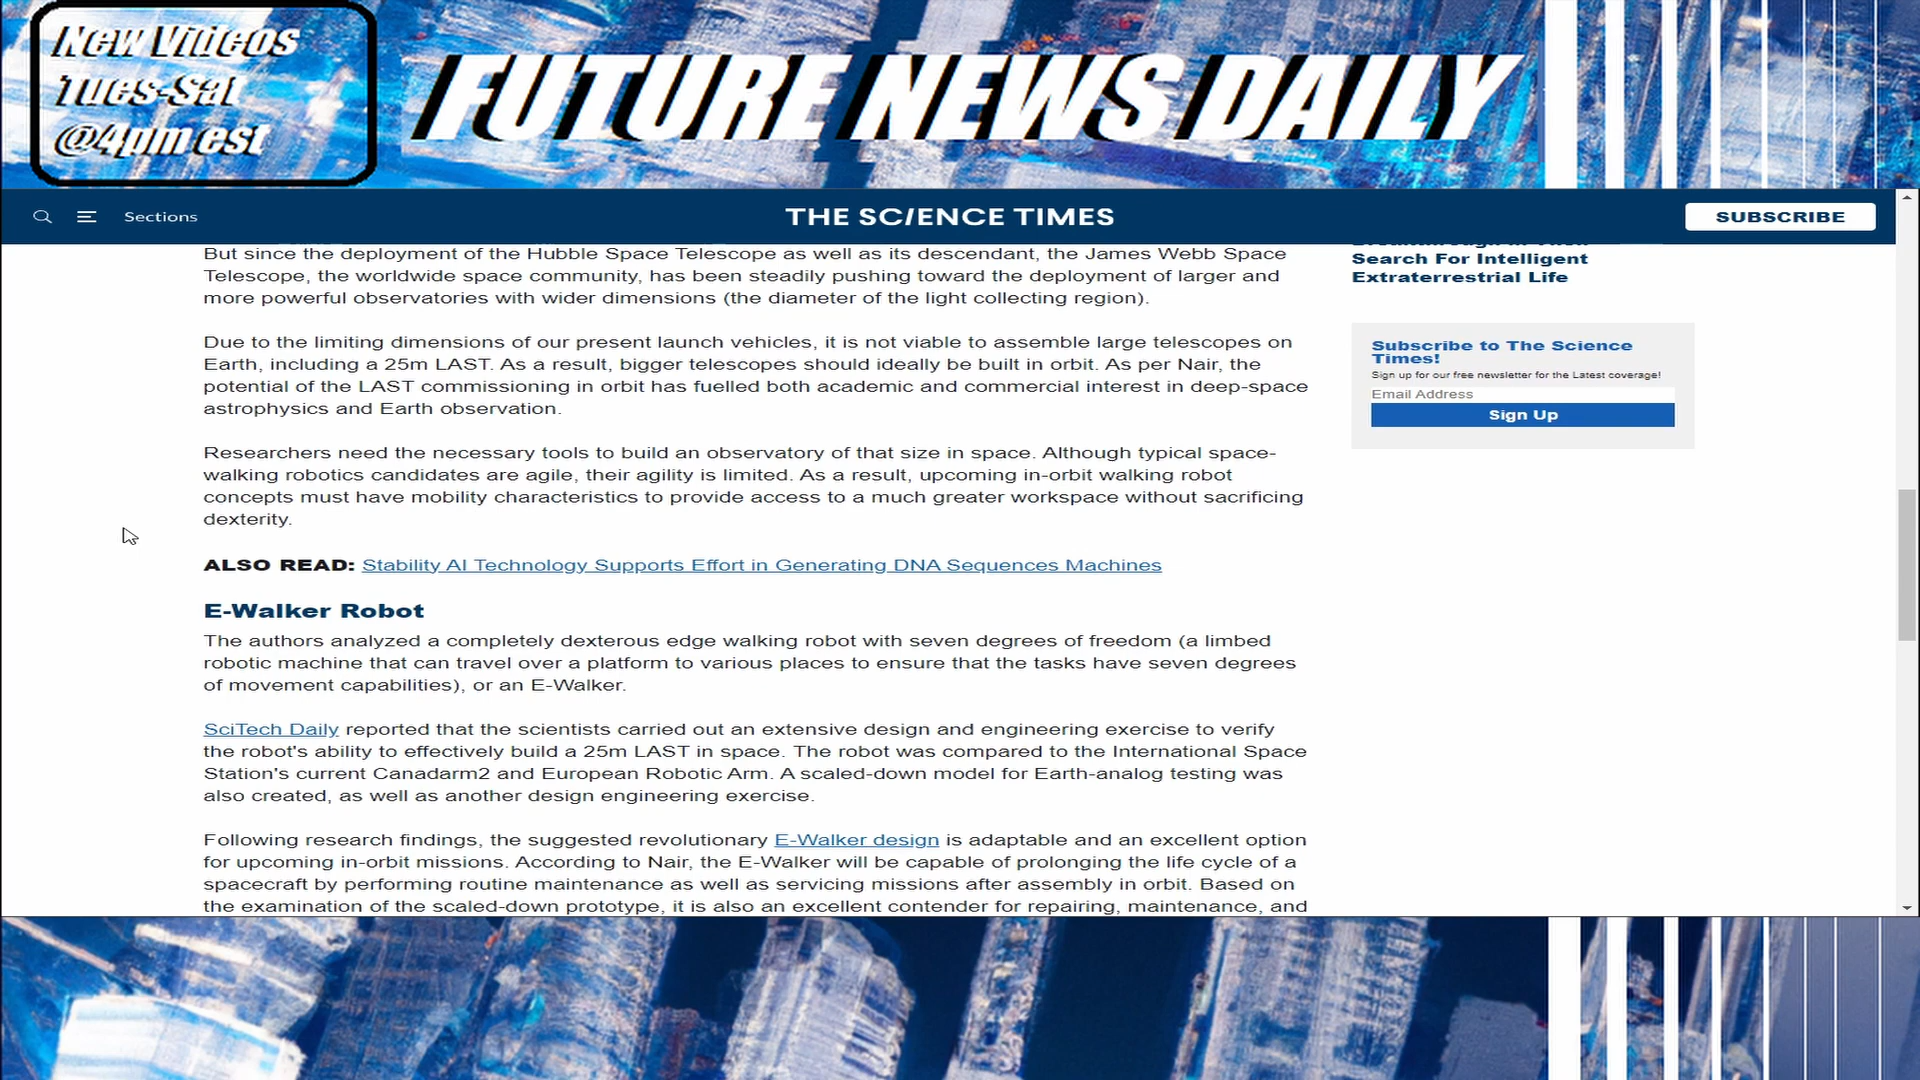 New Videos
Tues-Sat
@4pm est
FUTURE NEWS DAILY
Sections
THE SCIENCE TIMES
SUBSCRIBE
But since the deployment of the Hubble Space Telescope as well as its descendant, the James Webb Space
Telescope, the worldwide space community, has been steadily pushing toward the deployment of larger and
more powerful observatories with wider dimensions (the diameter of the light collecting region).
Due to the limiting dimensions of our present launch vehicles, it is not viable to assemble large telescopes on
Earth, including a 25m LAST. As a result, bigger telescopes should ideally be built in orbit. As per Nair, the
potential of the LAST commissioning in orbit has fuelled both academic and commercial interest in deep-space
astrophysics and Earth observation.
Researchers need the necessary tools to build an observatory of that size in space. Although typical space-
walking robotics candidates are agile, their agility is limited. As a result, upcoming in-orbit walking robot
concepts must have mobility characteristics to provide access to a much greater workspace without sacrificing
dexterity.
ALSO READ: Stability AI Technology Supports Effort in Generating DNA Sequences Machines
E-Walker Robot
The authors analyzed a completely dexterous edge walking robot with seven degrees of freedom (a limbed
robotic machine that can travel over a platform to various places to ensure that the tasks have seven degrees
of movement capabilities), or an E-Walker.
SciTech Daily reported that the scientists carried out an extensive design and engineering exercise to verify
the robot's ability to effectively build a 25m LAST in space. The robot was compared to the International Space
Station's current Canadarm2 and European Robotic Arm. A scaled-down model for Earth-analog testing was
also created, as well as another design engineering exercise.
Following research findings, the suggested revolutionary E-Walker design is adaptable and an excellent option
for upcoming in-orbit missions. According to Nair, the E-Walker will be capable of prolonging the life cycle of a
spacecraft by performing routine maintenance as well as servicing missions after assembly in orbit. Based on
the examination of the scaled-down prototype, it is also an excellent contender for repairing, maintenance, and
Search For Intelligent
Extraterrestrial Life
Subscribe to The Science
Times!
Sign up for our free newsletter for the Latest coverage!
Email Address
Sign Up